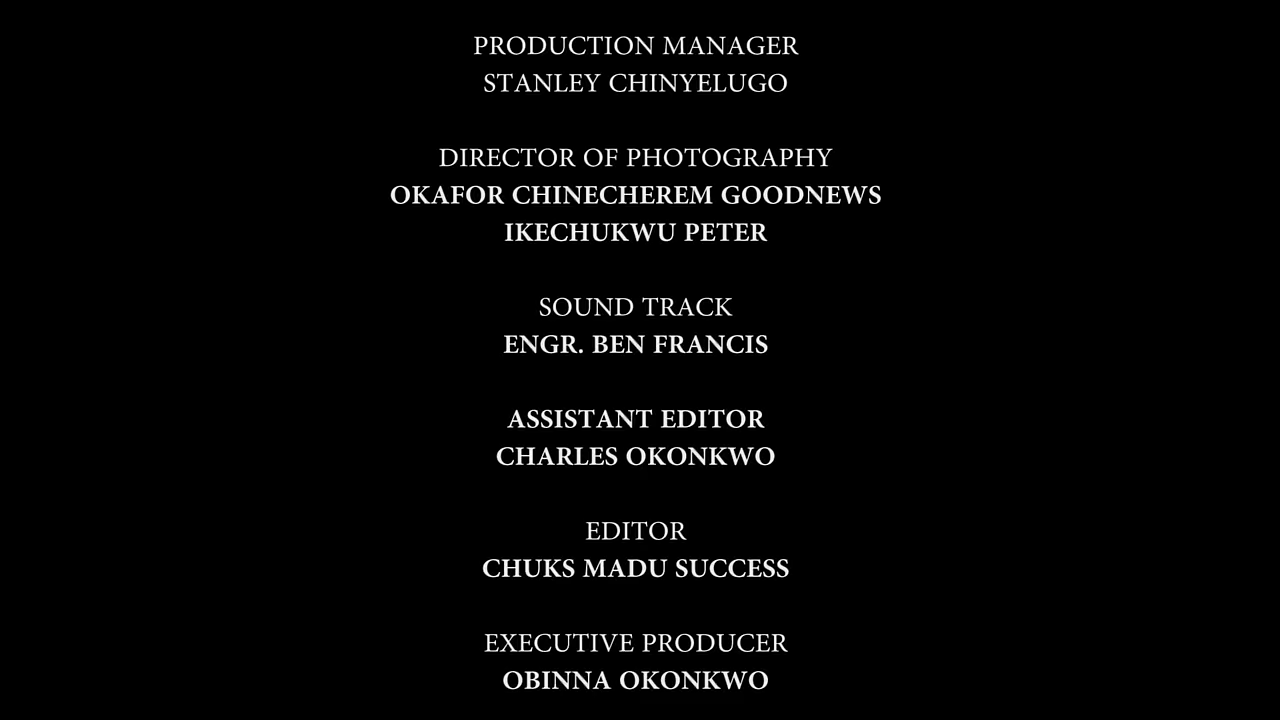 PRODUCTION MANAGER
STANLEY CHINYELUGO
DIRECTOR OF PHOTOGRAPHY
OKAFOR CHINECHEREM GOODNEWS
IKECHUKWU PETER
SOUND TRACK
ENGR. BEN FRANCIS
ASSISTANT EDITOR
CHARLES OKONKWO
EDITOR
CHUKS MADU SUCCESS
EXECUTIVE PRODUCER
OBINNA OKONKWO